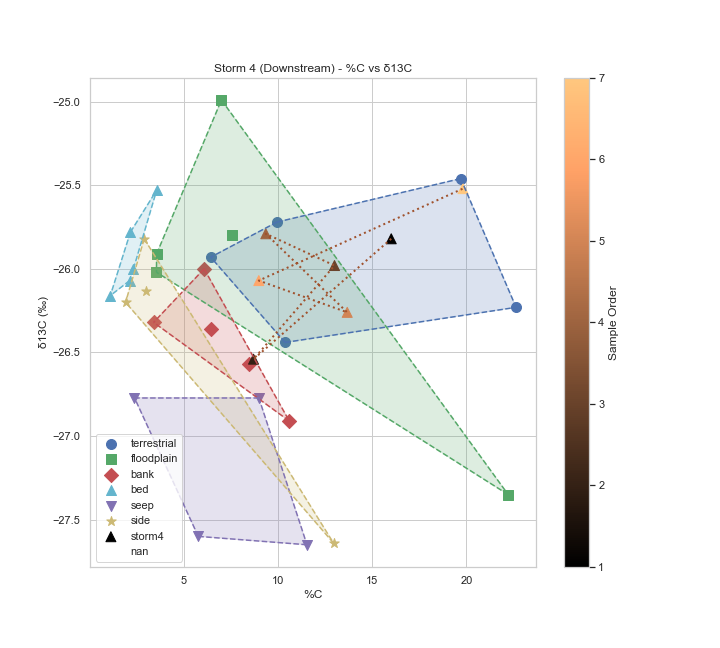 Storm 4 (Downstream) - %C vs δ13C
−25.0
−25.5
−26.0
−26.5
−27.0
−27.5
δ13C (‰)
5
10
15
20
%C
terrestrial
floodplain
bank
bed
seep
side
storm4
nan
7
6
5
4
3
2
1
Sample Order